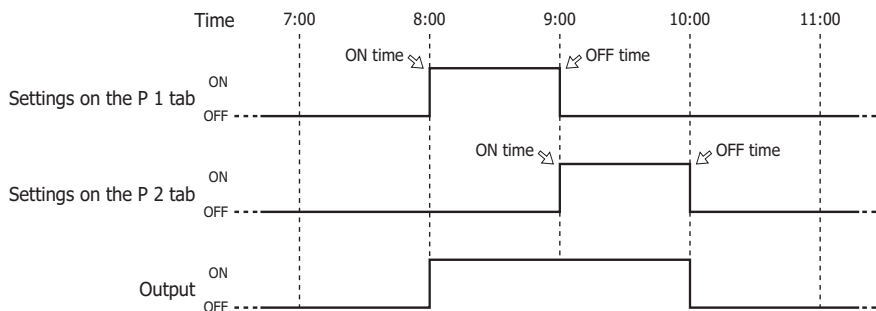 Time 7:00 8:00 9:00 10:00 11:00
ON time OFF time
ON
Settings on the P 1 tab
OFF
ON time OFF time
ON
Settings on the P 2 tab
OFF
ON
Output
OFF